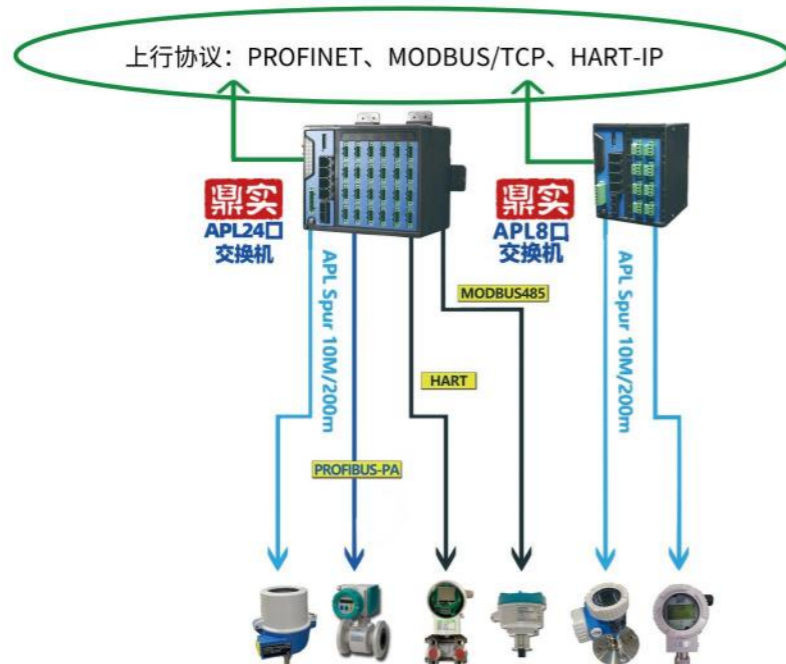 上行协议：PROFINET、MODBUS/TCP、HART-IP
鼎实
APL24口
交换机
鼎实
APL8口
交换机
APL Spur 10M/200m
MODBUS485
HART
PROFIBUS-PA
APL Spur 10M/200m